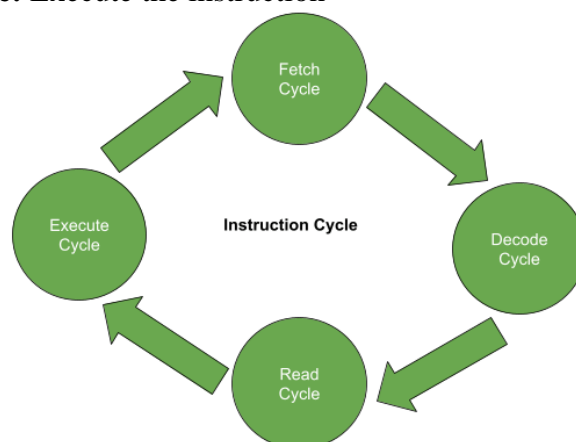 Execute the instruction
Fetch
Cycle
Execute
Cycle
Instruction Cycle
Decode
Cycle
Read
Cycle